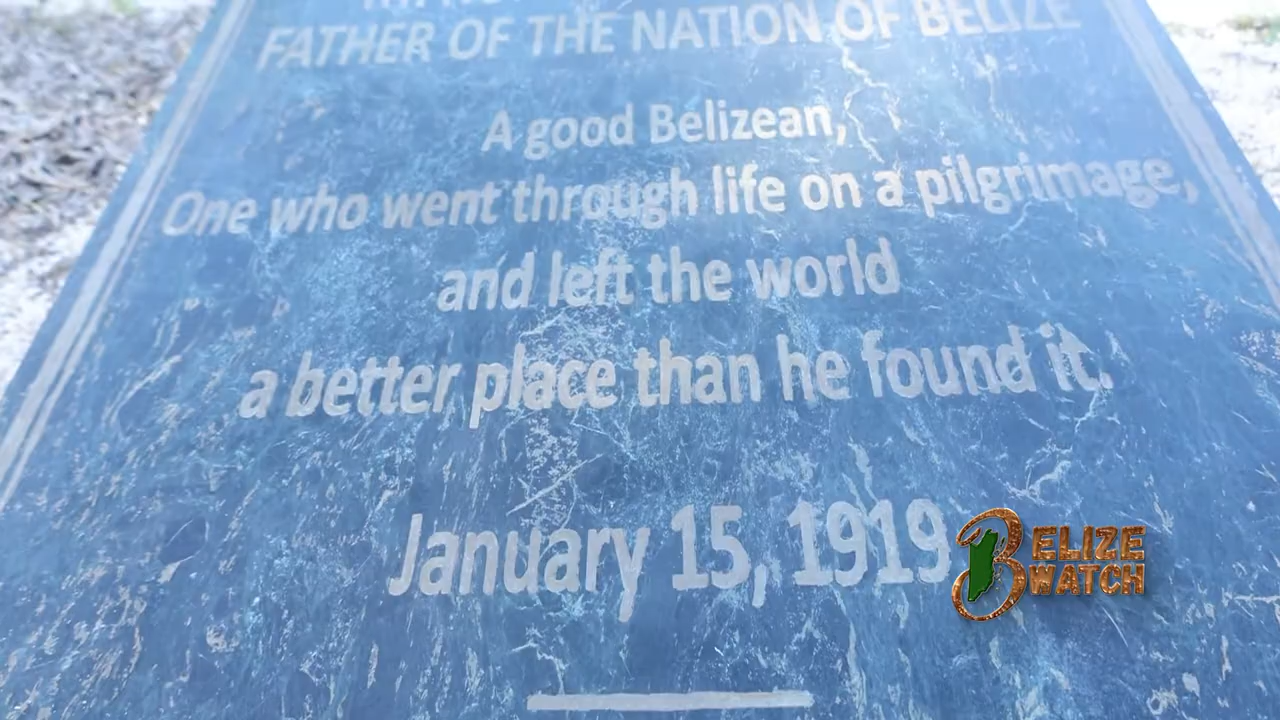 FATHER OF THE NATION OF BELIZE
A good Belizean,
One who went through life on a pilgrimage,
and left the world
a better place than he found it.
January 15, 1919
BELIZE
WATCH